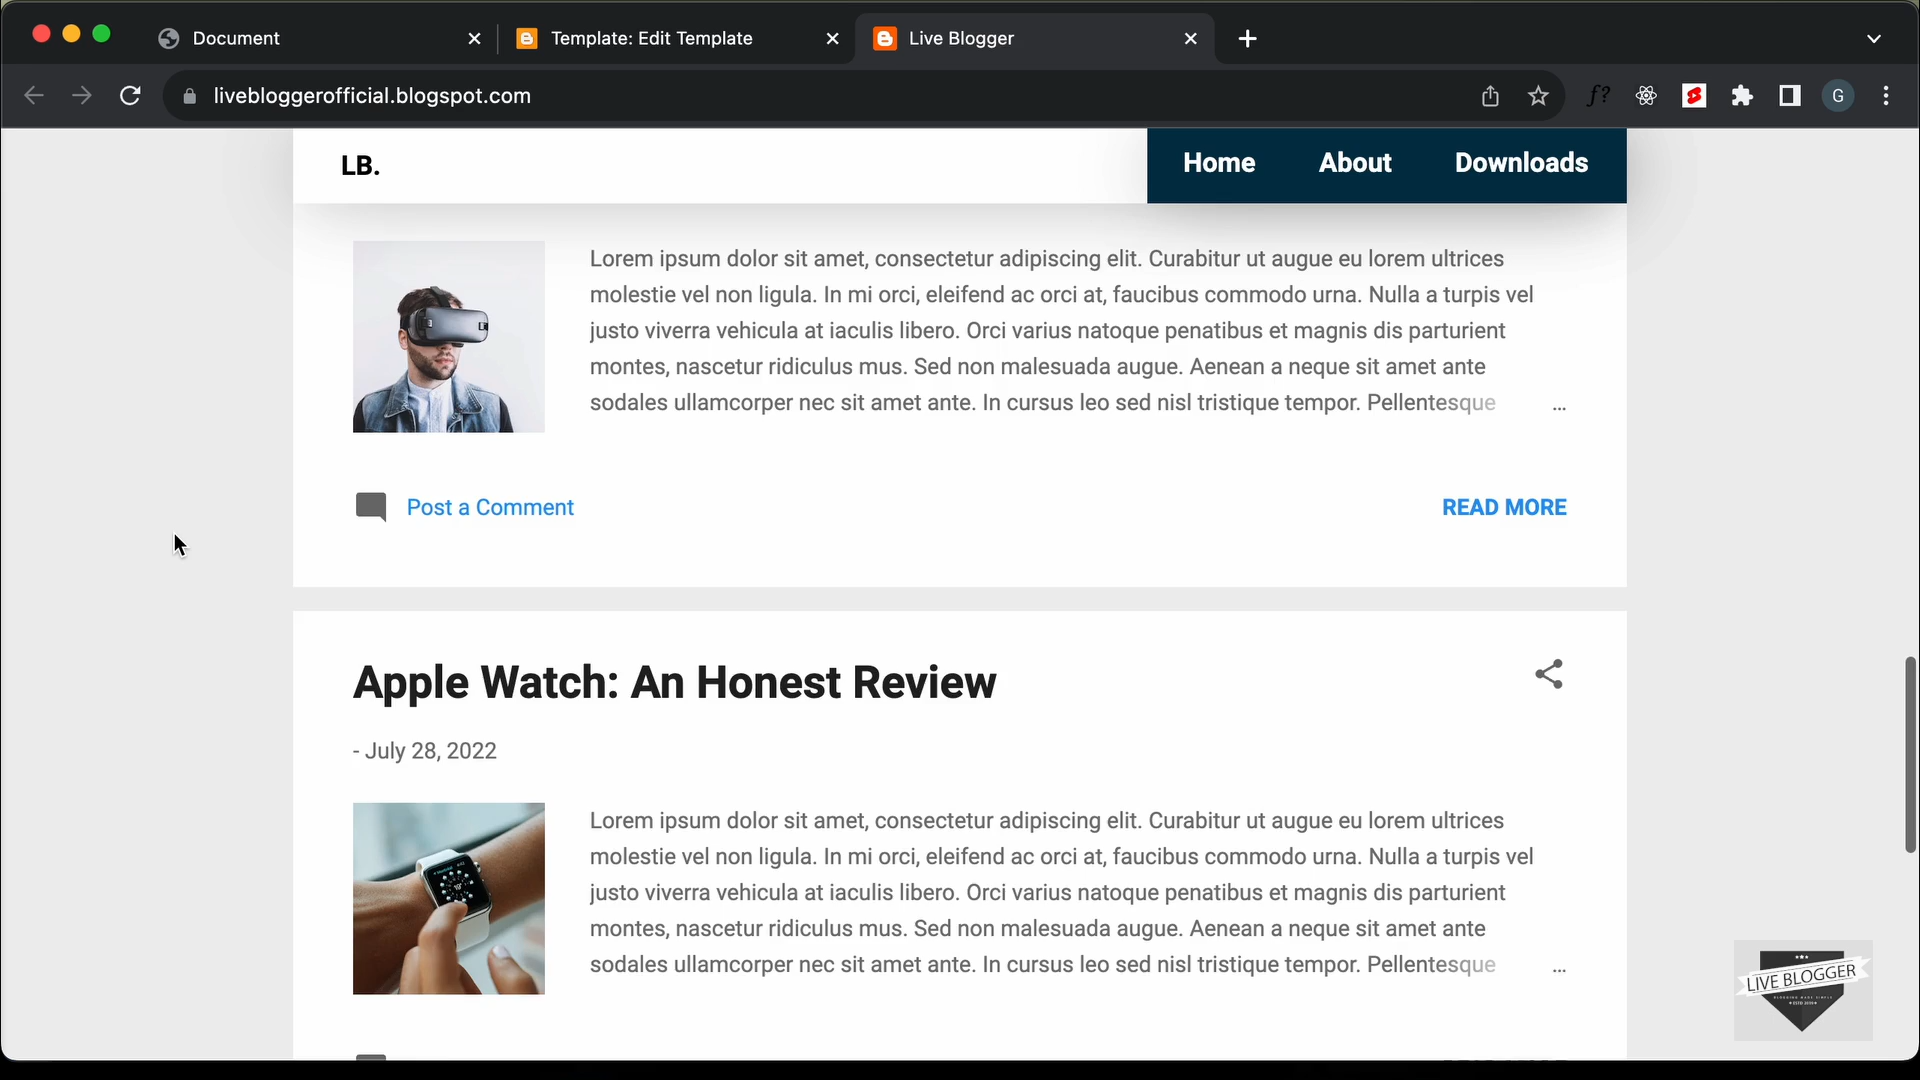 Document
Template: Edit Template
Live Blogger
livebloggerofficial.blogspot.com
f?
G
LB.
Home
About
Downloads
Lorem ipsum dolor sit amet, consectetur adipiscing elit. Curabitur ut augue eu lorem ultrices
molestie vel non ligula. In mi orci, eleifend ac orci at, faucibus commodo urna. Nulla a turpis vel
justo viverra vehicula at iaculis libero. Orci varius natoque penatibus et magnis dis parturient
montes, nascetur ridiculus mus. Sed non malesuada augue. Aenean a neque sit amet ante
sodales ullamcorper nec sit amet ante. In cursus leo sed nisl tristique tempor. Pellentesque ...
Post a Comment
READ MORE
Apple Watch: An Honest Review
- July 28, 2022
Lorem ipsum dolor sit amet, consectetur adipiscing elit. Curabitur ut augue eu lorem ultrices
molestie vel non ligula. In mi orci, eleifend ac orci at, faucibus commodo urna. Nulla a turpis vel
justo viverra vehicula at iaculis libero. Orci varius natoque penatibus et magnis dis parturient
montes, nascetur ridiculus mus. Sed non malesuada augue. Aenean a neque sit amet ante
sodales ullamcorper nec sit amet ante. In cursus leo sed nisl tristique tempor. Pellentesque ...
LIVE BLOGGER